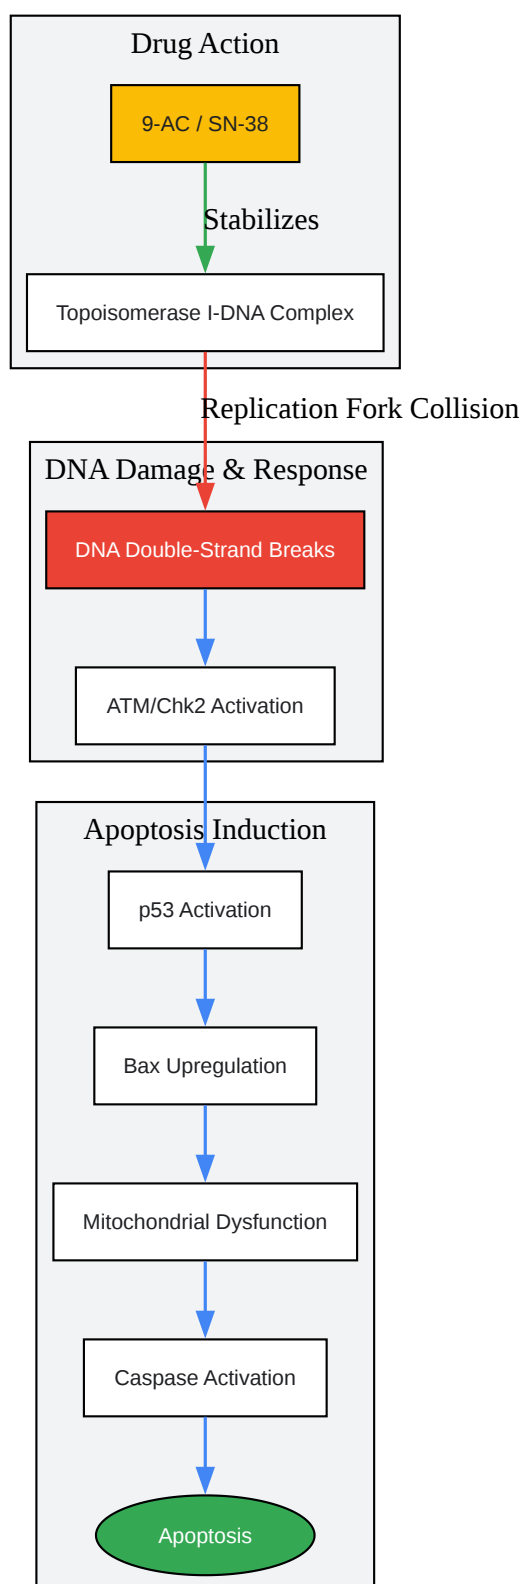 Drug Action
9-AC / SN-38
Stabilizes
Topoisomerase I-DNA Complex
Replication Fork Collision
DNA Damage & Response
DNA Double-Strand Breaks
ATM/Chk2 Activation
Apoptosis Induction
p53 Activation
Bax Upregulation
Mitochondrial Dysfunction
Caspase Activation
Apoptosis